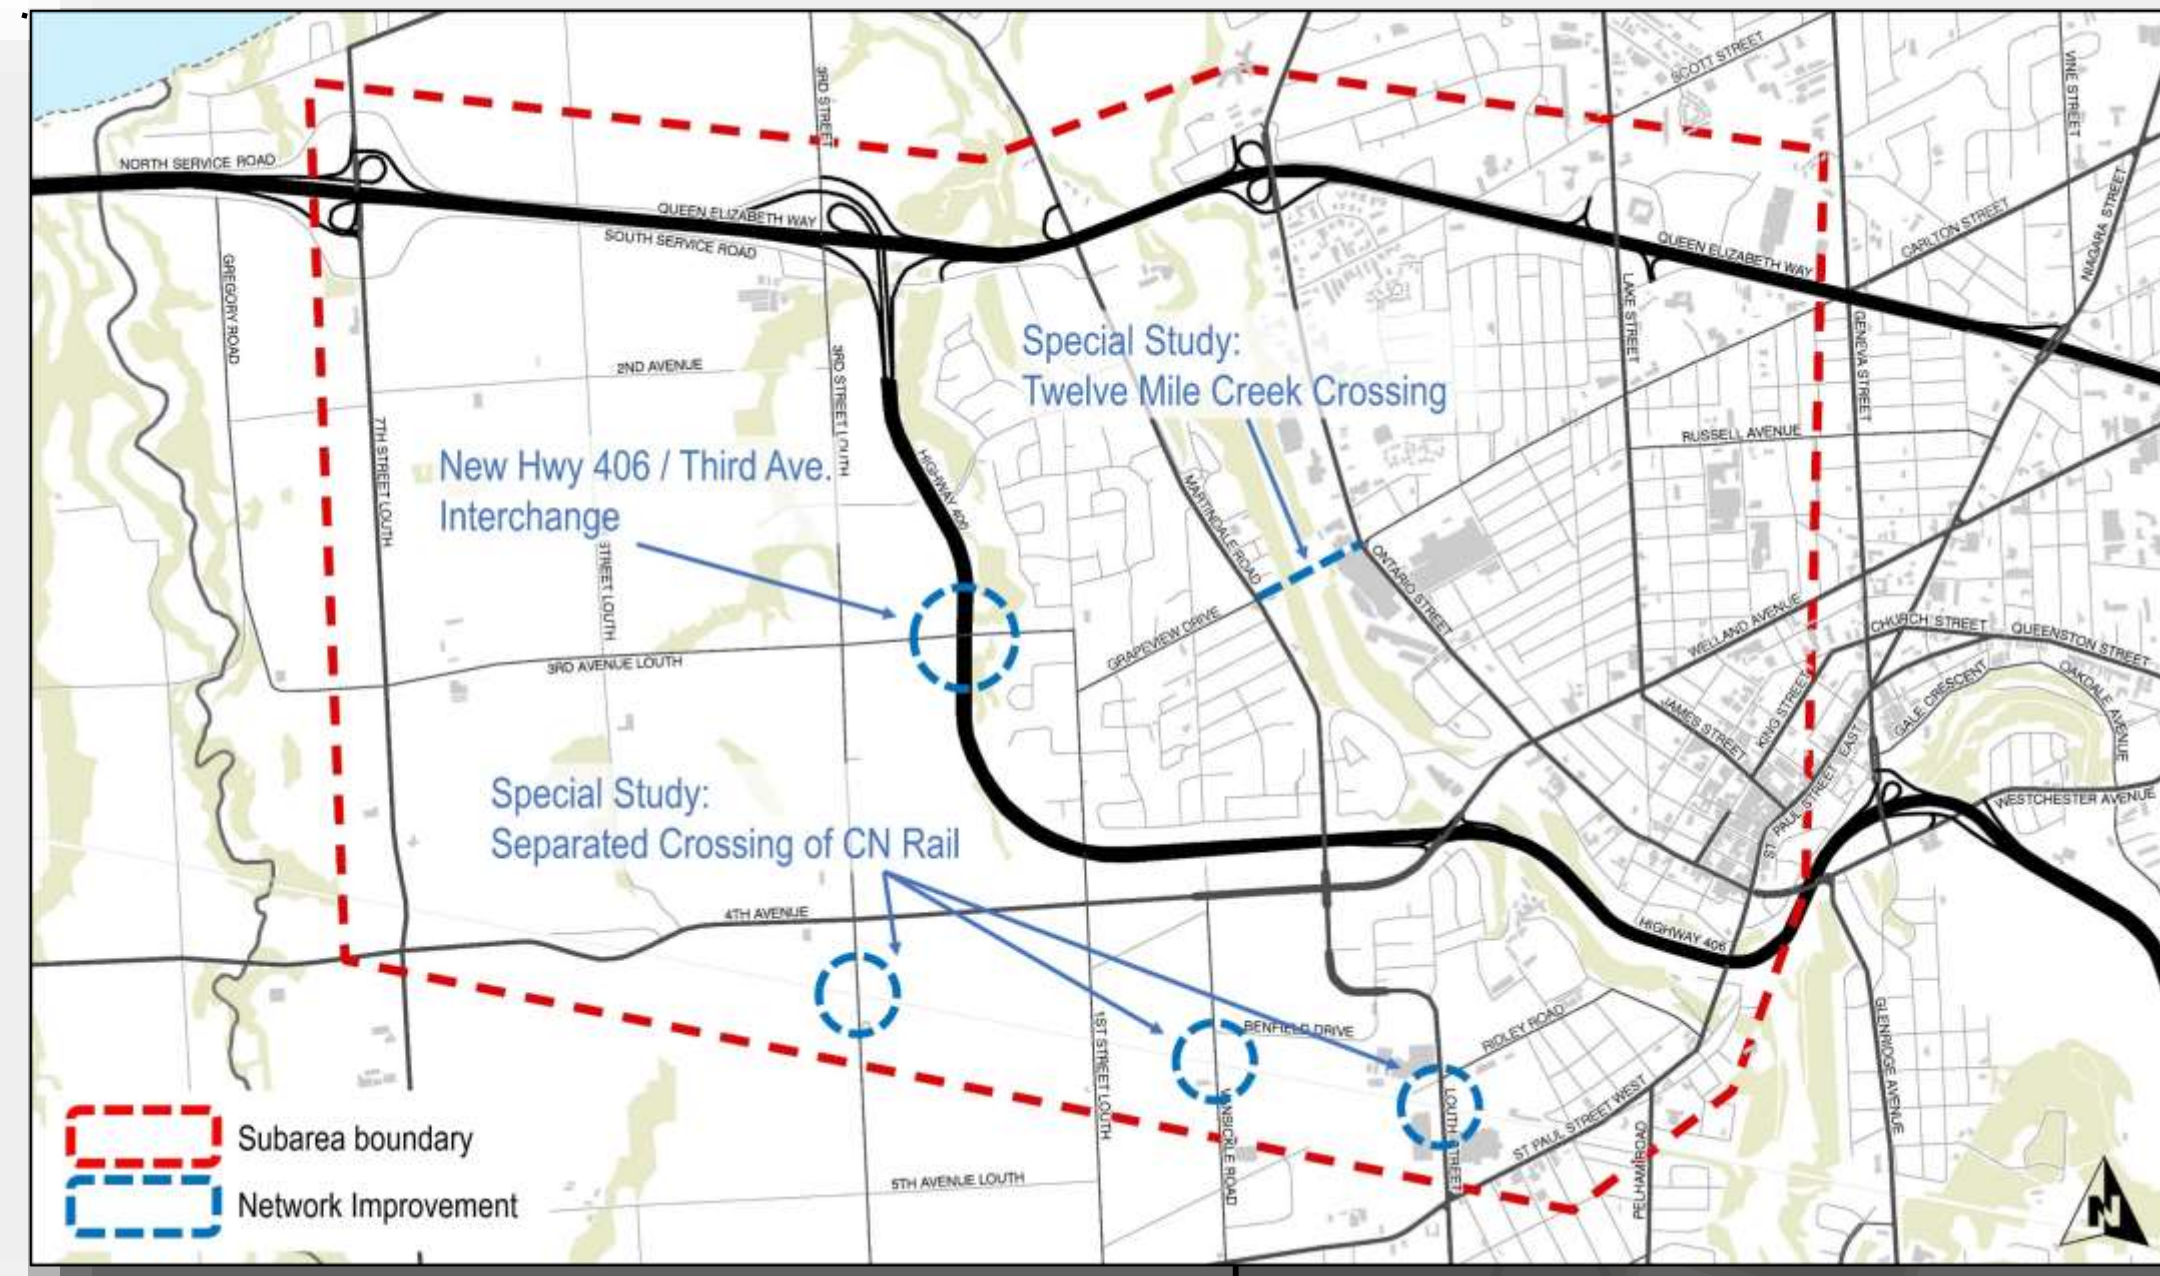 SCOTT STREET
VINE STREET
3RD STREET
NORTH SERVICE ROAD
QUEEN ELIZABETH WAY
SOUTH SERVICE ROAD
CARLTON STREET
NIAGARA STREET
QUEEN ELIZABETH WAY
GREGORY ROAD
LAKE STREET
GENEVA STREET
Special Study:
Twelve Mile Creek Crossing
2ND AVENUE
3RD STREET LOUTH
7TH STREET LOUTH
RUSSELL AVENUE
New Hwy 406 / Third Ave.
Interchange
HIGHWAY 406
MARTINDALE ROAD
STREET LOUTH
ONTARIO STREET
GRAPEVIEW DRIVE
WELLAND AVENUE
CHURCH STREET
QUEENSTON STREET
3RD AVENUE LOUTH
OAKDALE AVENUE
GALE CRESCENT
KING STREET
JAMES STREET
ST. PAUL STREET EAST
WESTCHESTER AVENUE
Special Study:
Separated Crossing of CN Rail
4TH AVENUE
HIGHWAY 406
BENFIELD DRIVE
RIDLEY ROAD
GLENRIDGE AVENUE
1ST STREET LOUTH
VANSICKLE ROAD
LOUTH STREET
ST PAUL STREET WEST
PELHAM ROAD
5TH AVENUE LOUTH
Subarea boundary
Network Improvement
N